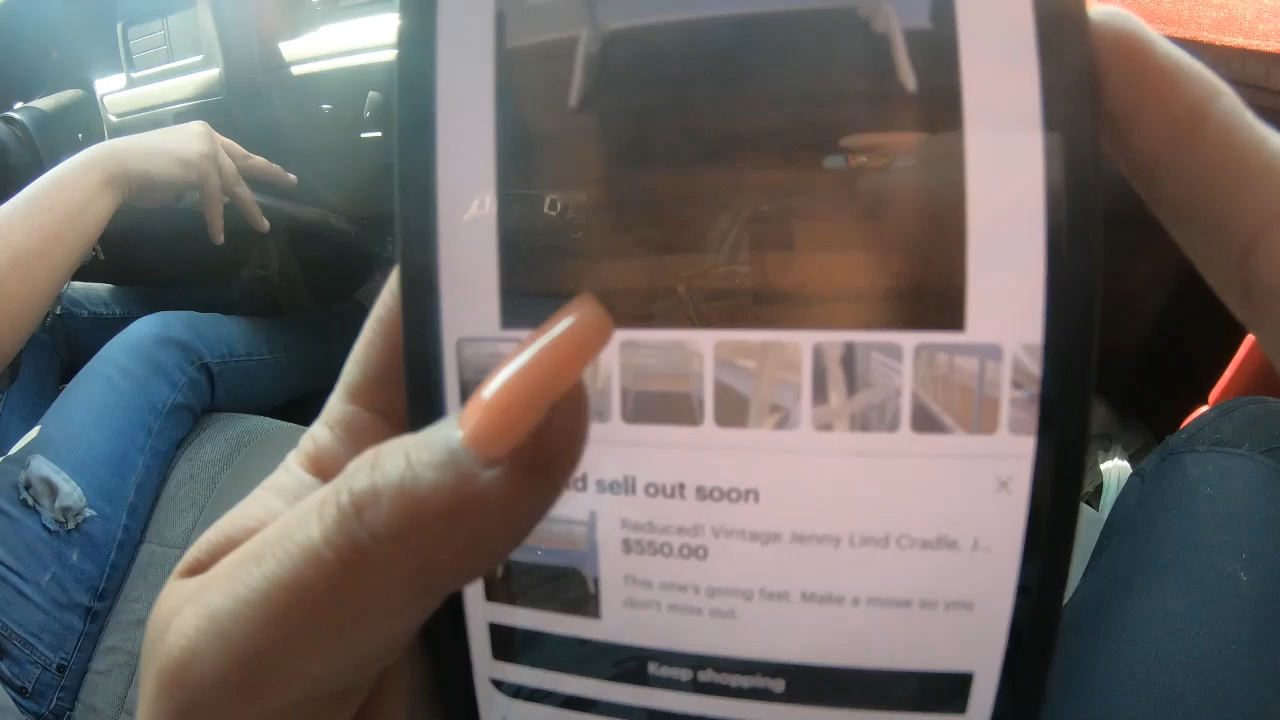 d sell out soon
Reduced! Vintage Jenny Lind Cradle, J...
$550.00
This one's going fast. Make a move so you
don't miss out.
Keep shopping